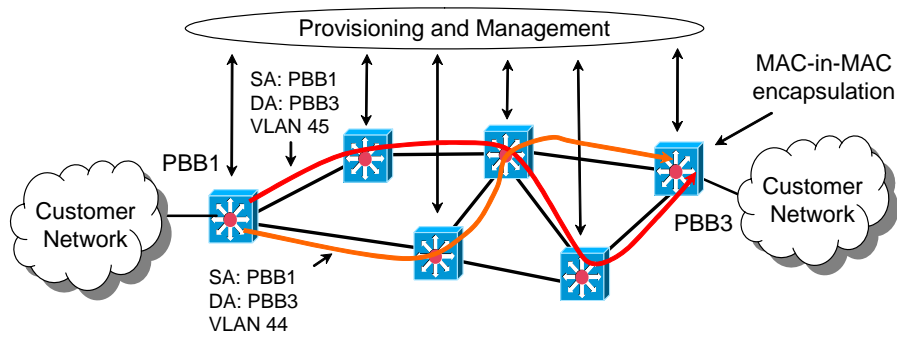 Provisioning and Management
SA: PBB1
DA: PBB3
VLAN 45
MAC-in-MAC
encapsulation
PBB1
Customer
Network
PBB3
Customer
Network
SA: PBB1
DA: PBB3
VLAN 44